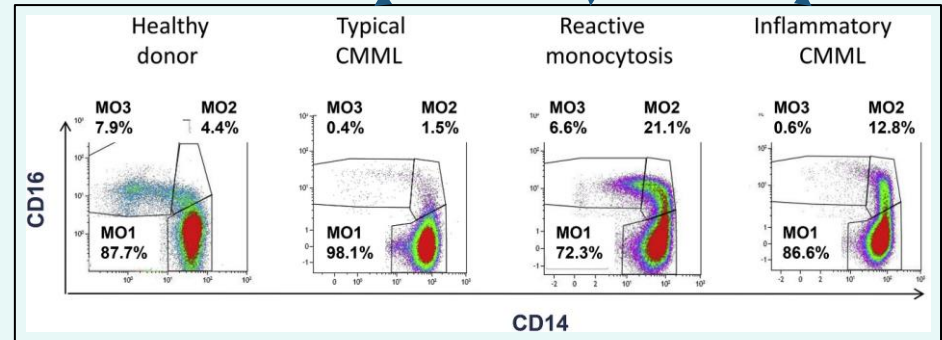 Healthy donor
Typical CMML
Reactive monocytosis
Inflammatory CMML
MO3 7.9%
MO2 4.4%
MO1 87.7%
MO3 0.4%
MO2 1.5%
MO1 98.1%
MO3 6.6%
MO2 21.1%
MO1 72.3%
MO3 0.6%
MO2 12.8%
MO1 86.6%
CD16
CD14